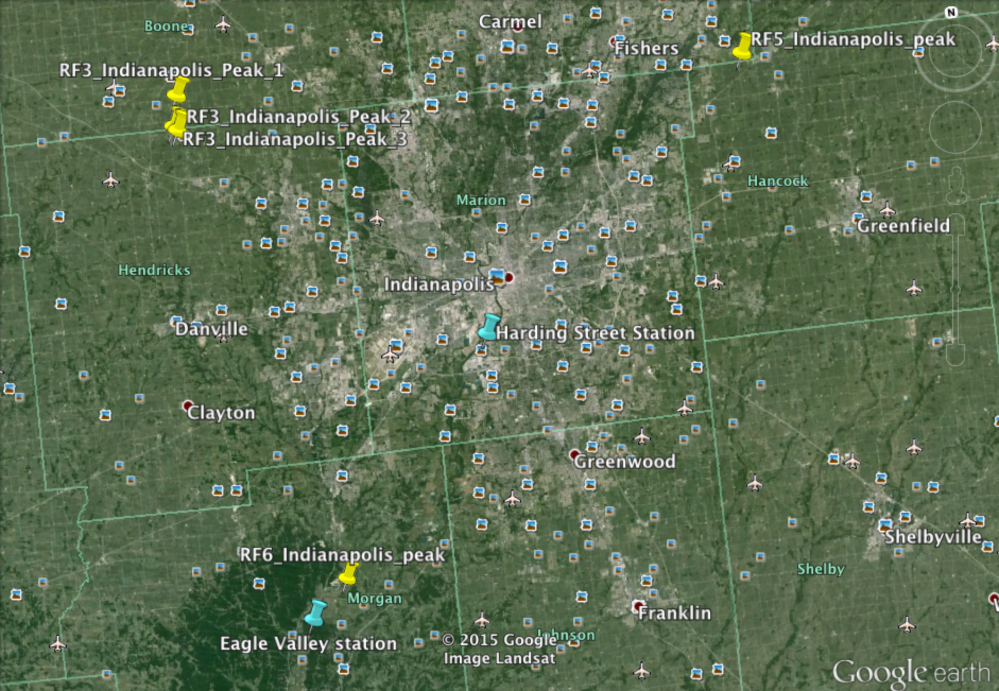 N
Carmel
Boone
RF5_Indianapolis_peak
Fishers
RF3_Indianapolis_Peak_1
RF3_Indianapolis_Peak_2
RF3_Indianapolis_Peak_3
Hancock
Marion
Greenfield
Hendricks
Indianapolis
Danville
Harding Street Station
Clayton
Greenwood
Shelbyville
RF6_Indianapolis_peak
Shelby
Morgan
Franklin
Johnson
Eagle Valley station
© 2015 Google
Image Landsat
Google earth